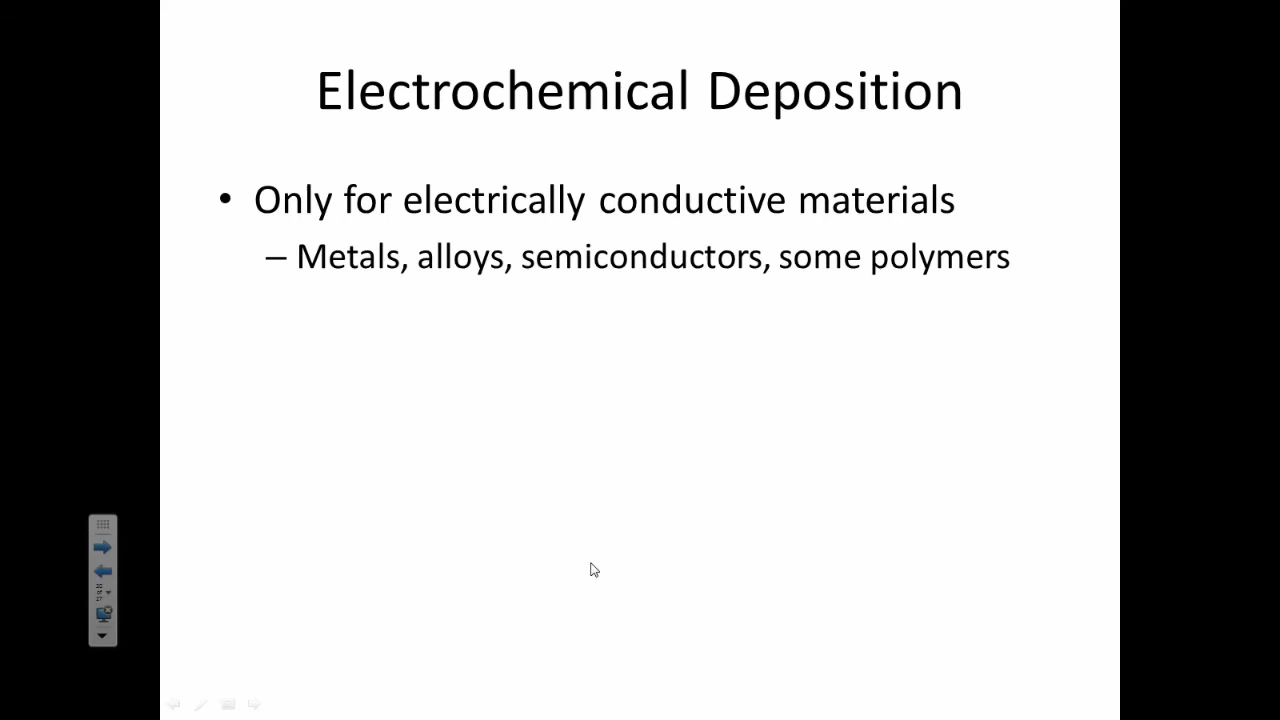 Electrochemical Deposition
• Only for electrically conductive materials
– Metals, alloys, semiconductors, some polymers